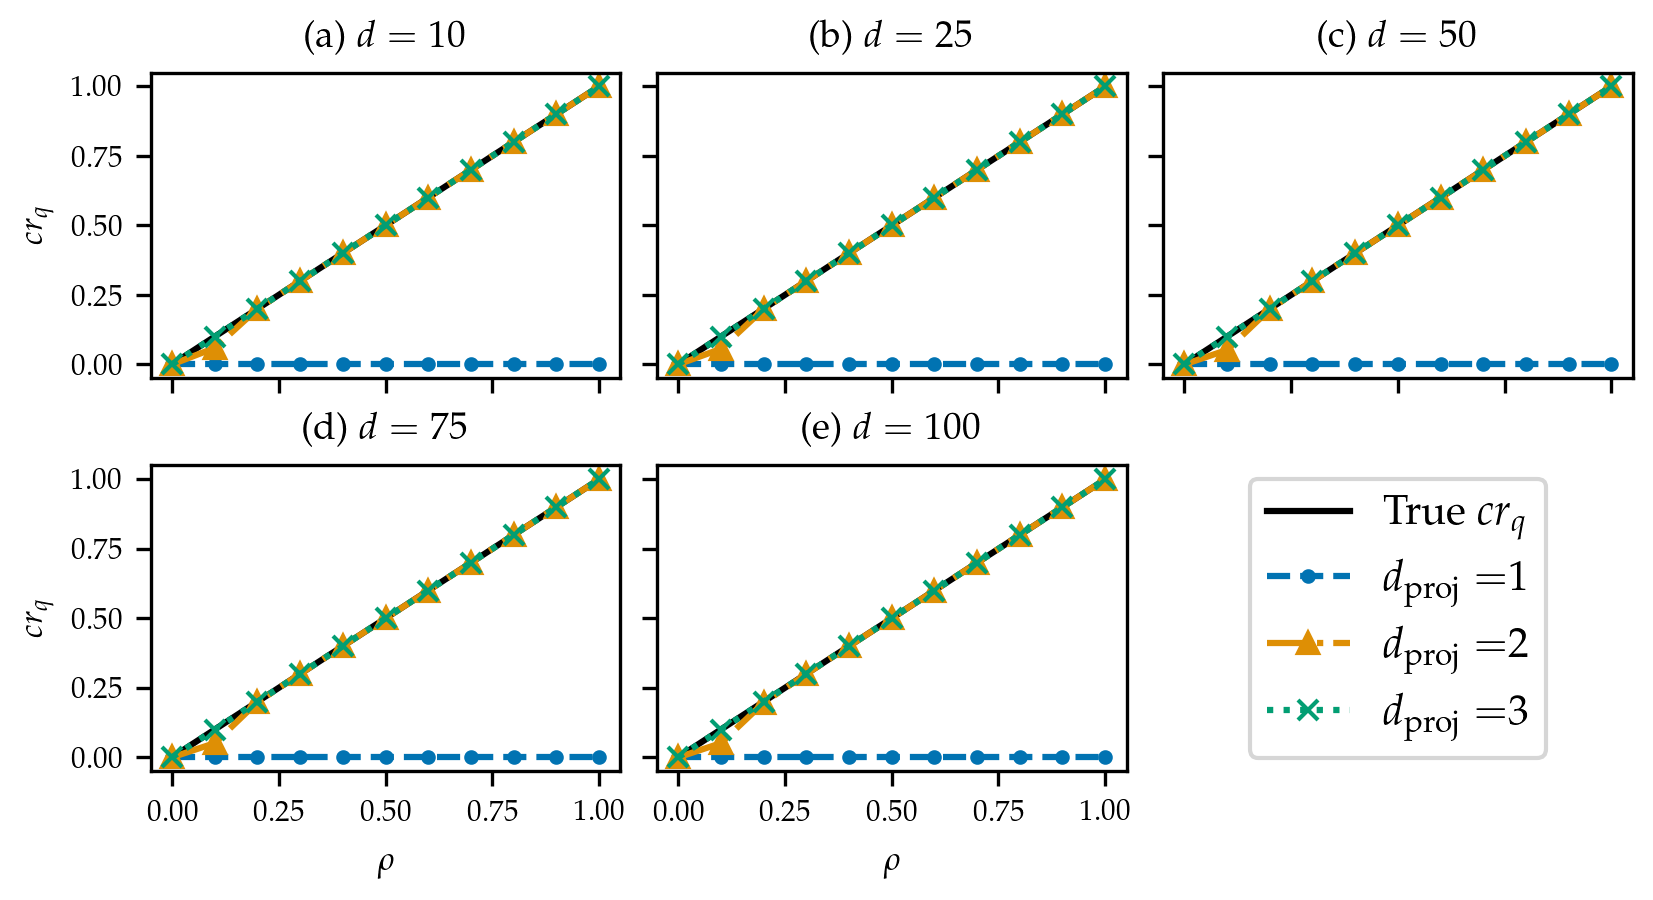 (a) d = 10
(b) d = 25
(c) d = 50
1.00
0.75
0.50
0.25
0.00
cr_q
(d) d = 75
(e) d = 100
1.00
0.75
0.50
0.25
0.00
cr_q
0.00 0.25 0.50 0.75 1.00
ρ
0.00 0.25 0.50 0.75 1.00
ρ
True cr_q
d_proj =1
d_proj =2
d_proj =3